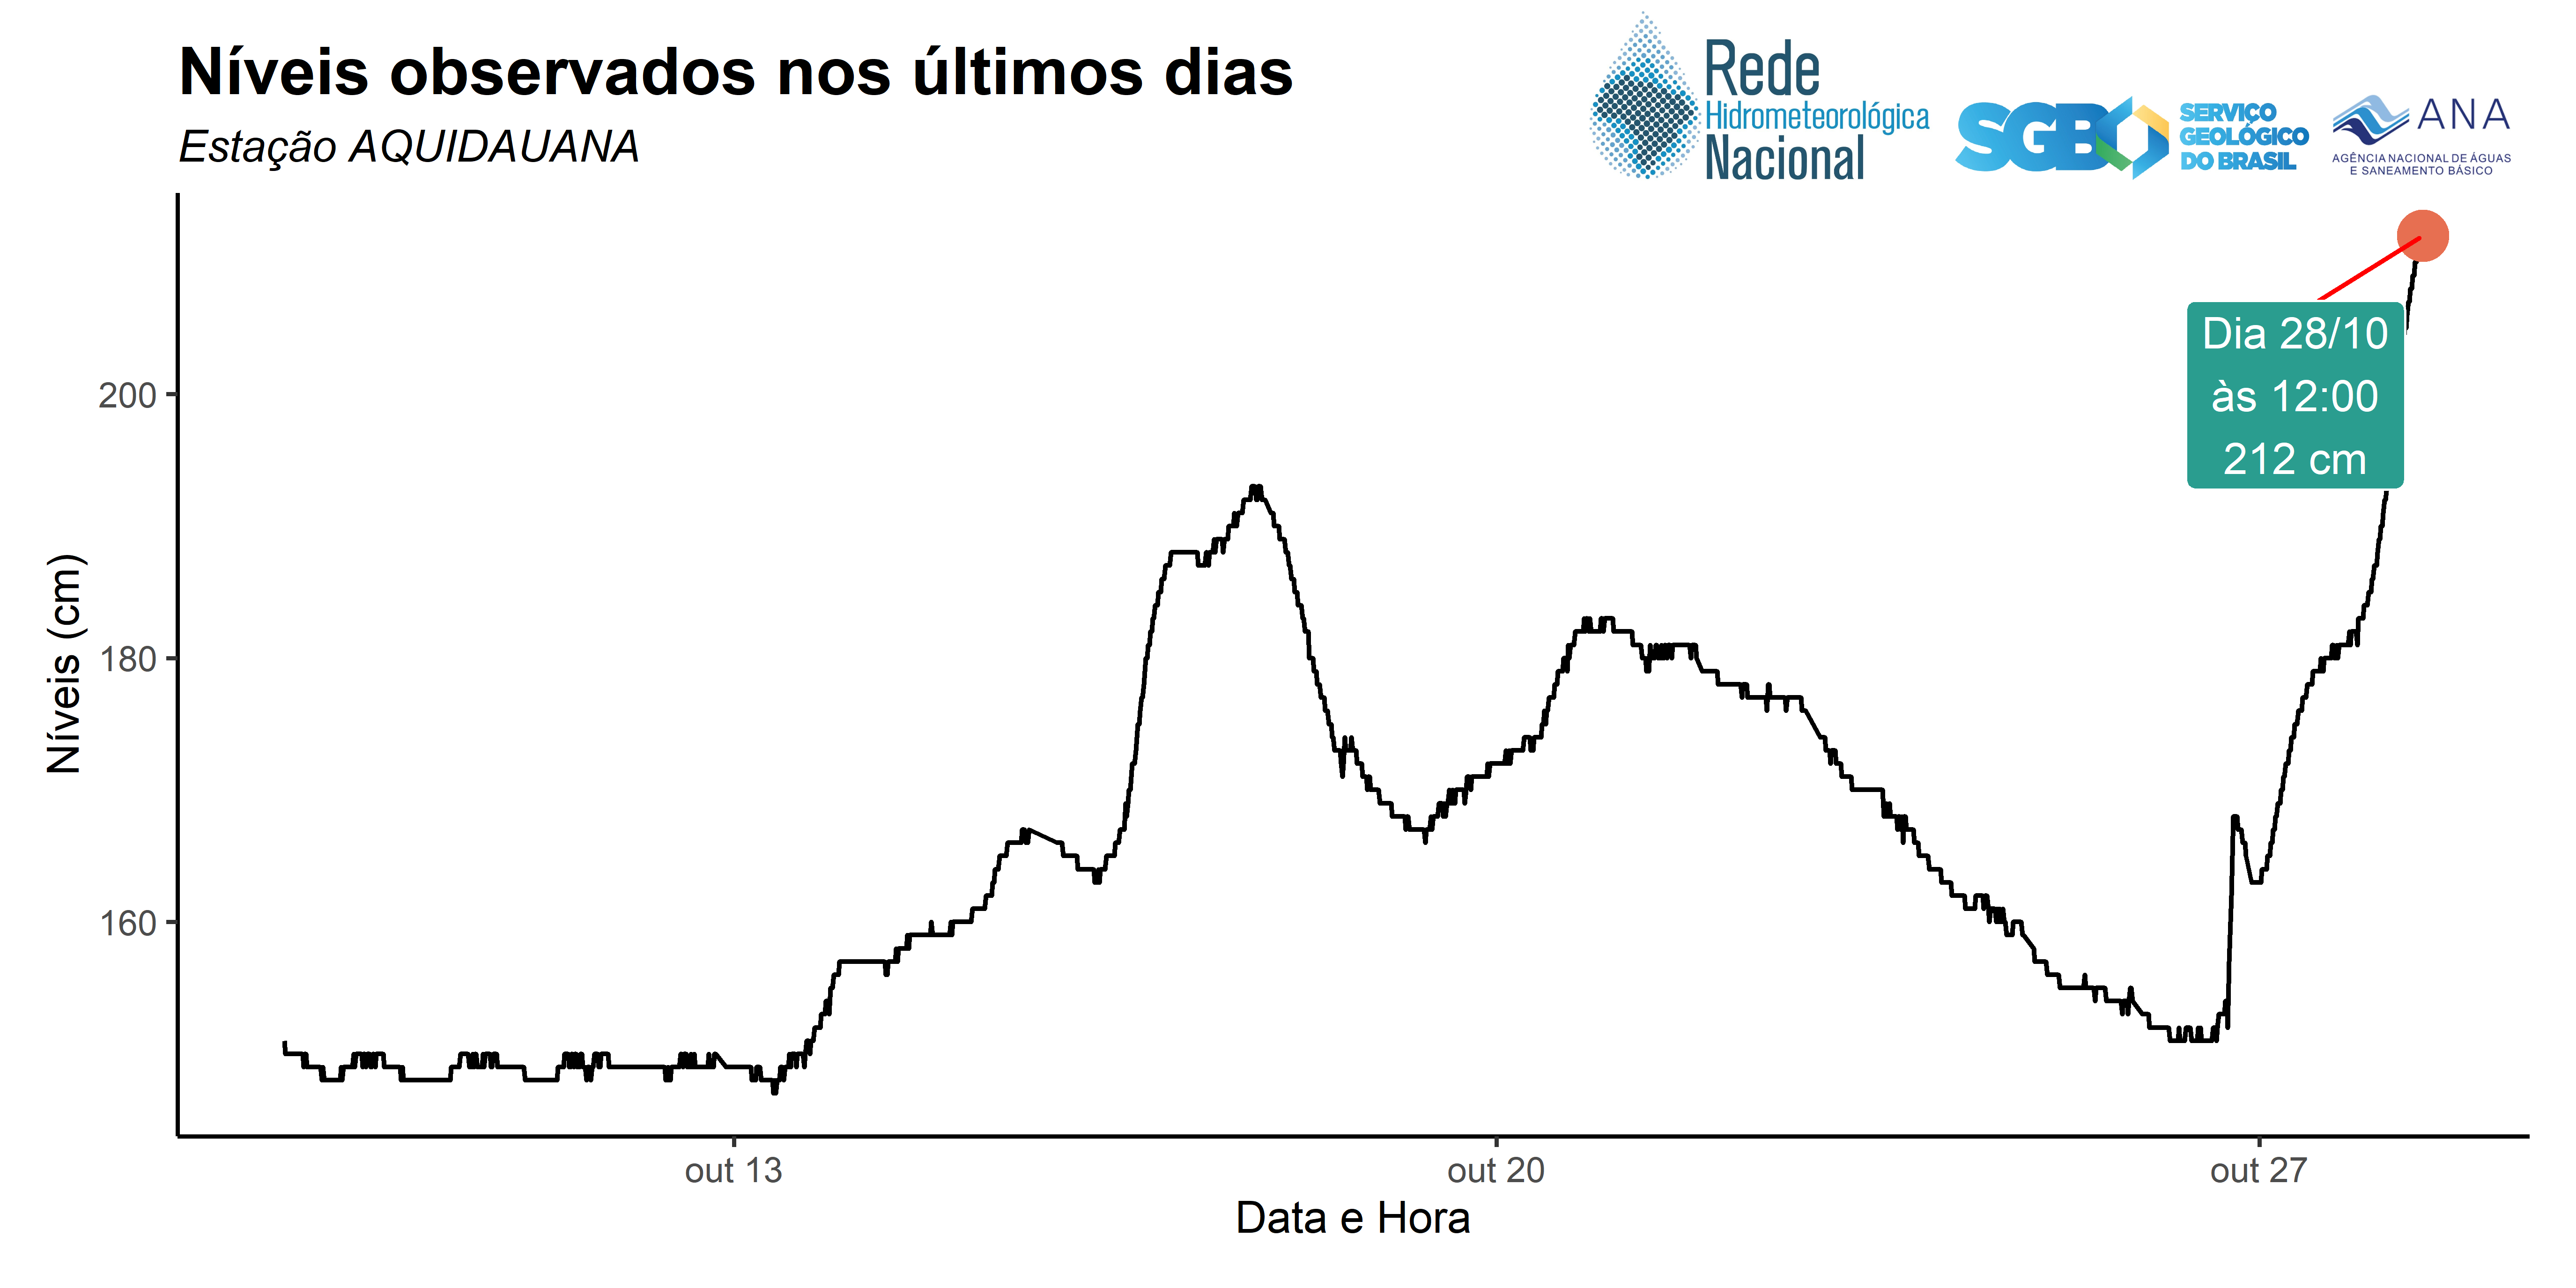 Níveis observados nos últimos dias
Estação AQUIDAUANA
Rede
Hidrometeorológica
Nacional
SGB
SERVIÇO
GEOLÓGICO
DO BRASIL
ANA
AGÊNCIA NACIONAL DE ÁGUAS
E SANEAMENTO BÁSICO
Dia 28/10
às 12:00
212 cm
Níveis (cm)
200
180
160
out 13
out 20
out 27
Data e Hora